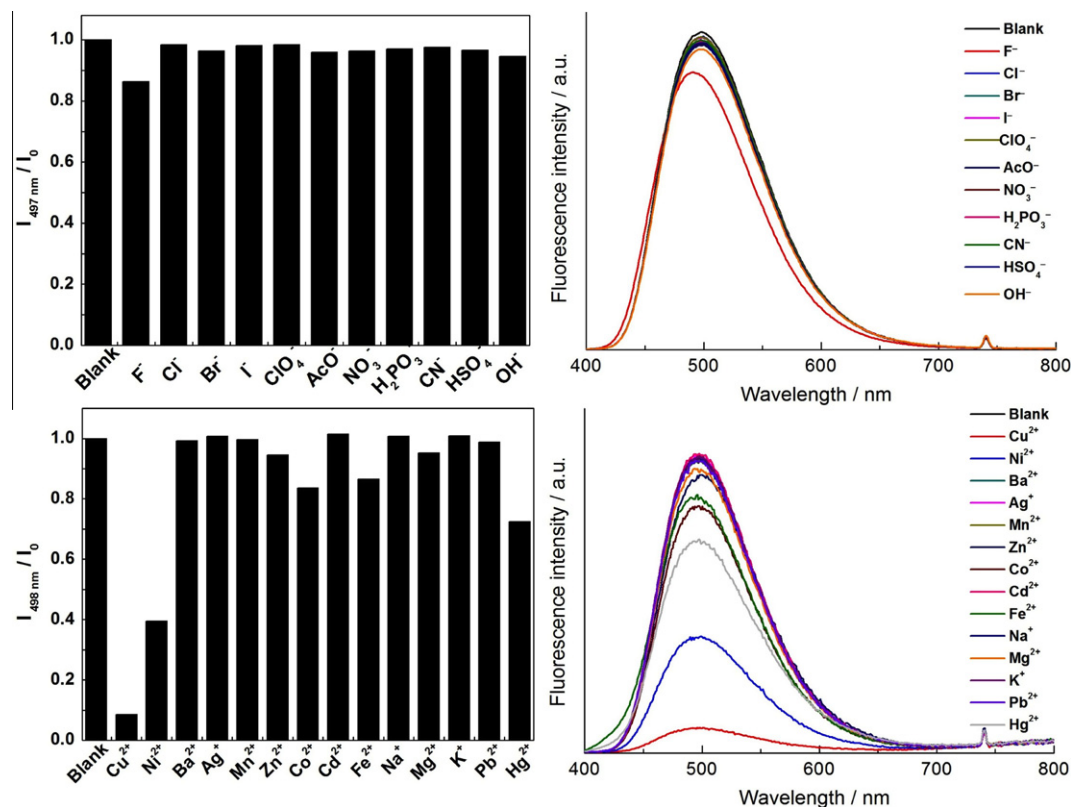 I 497 nm / I0
1.0
0.8
0.6
0.4
0.2
0.0
Blank
F-
Cl-
Br-
I-
ClO4-
AcO-
NO3-
H2PO3-
CN-
HSO4-
OH-
Fluorescence intensity / a.u.
400 500 600 700 800
Wavelength / nm
Blank
F–
Cl–
Br–
I–
ClO4–
AcO–
NO3–
H2PO3–
CN–
HSO4–
OH–
I 498 nm / I0
1.0
0.8
0.6
0.4
0.2
0.0
Blank
Cu2+
Ni2+
Ba2+
Ag+
Mn2+
Zn2+
Co2+
Cd2+
Fe2+
Na+
Mg2+
K+
Pb2+
Hg2+
Fluorescence intensity / a.u.
400 500 600 700 800
Wavelength / nm
Blank
Cu2+
Ni2+
Ba2+
Ag+
Mn2+
Zn2+
Co2+
Cd2+
Fe2+
Na+
Mg2+
K+
Pb2+
Hg2+